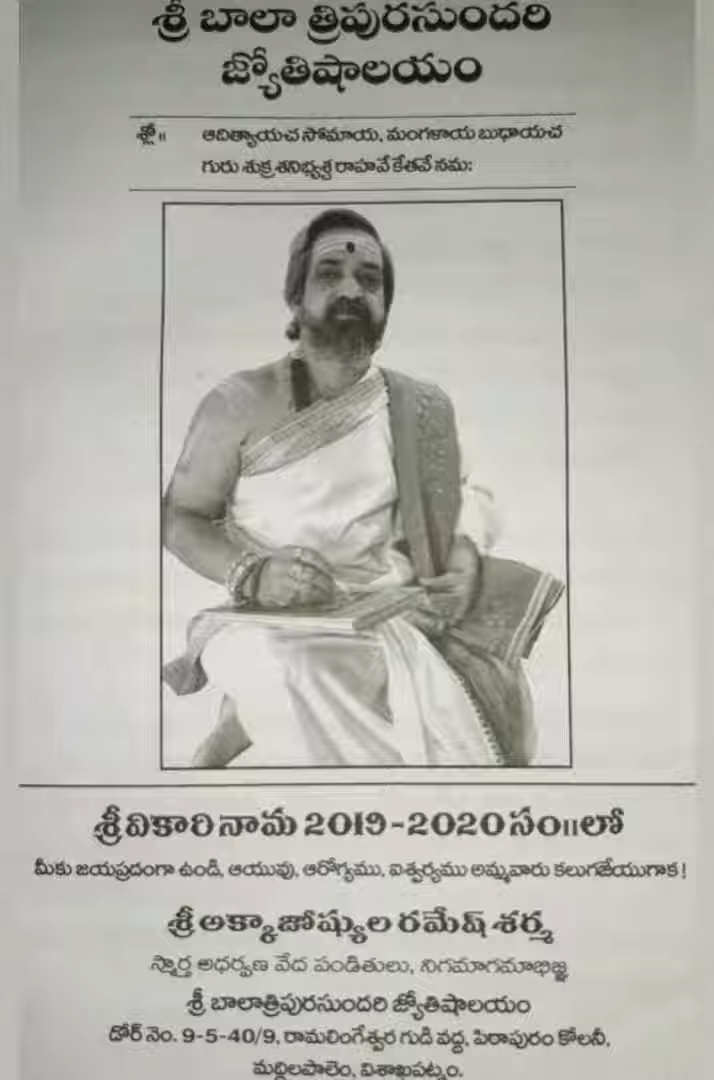 శ్రీ బాలా త్రిపురసుందరి
జ్యోతిషాలయం
శ్లో॥ ఆదిత్యాయచ సోమాయ, మంగళాయ బుధాయచ
గురు శుక్ర శనిభ్యశ్చ రాహవే కేతవే నమః
శ్రీ వికారి నామ 2019-2020 సం॥లో
మీకు జయప్రదంగా ఉండి, ఆయువు, ఆరోగ్యము, ఐశ్వర్యము అమ్మవారు కలుగజేయుగాక!
శ్రీ అక్కాజోష్యుల రమేష్ శర్మ
స్మార్త అధర్వణ వేద పండితులు, నిగమాగమాభిజ్ఞ
శ్రీ బాలాత్రిపురసుందరి జ్యోతిషాలయం
డోర్ నెం. 9-5-40/9, రామలింగేశ్వర గుడి వద్ద, పిఠాపురం కోలనీ,
మద్దిలపాలెం, విశాఖపట్నం.